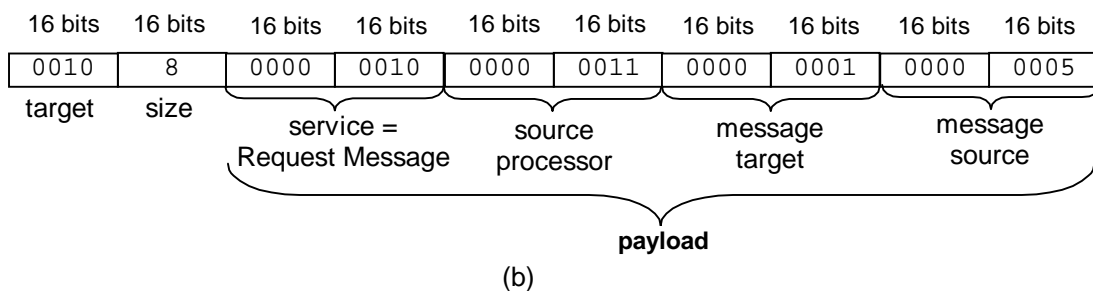 16 bits 16 bits 16 bits 16 bits 16 bits 16 bits 16 bits 16 bits 16 bits 16 bits
0010 8 0000 0010 0000 0011 0000 0001 0000 0005
target size
service =
Request Message
source
processor
message
target
message
source
payload
(b)